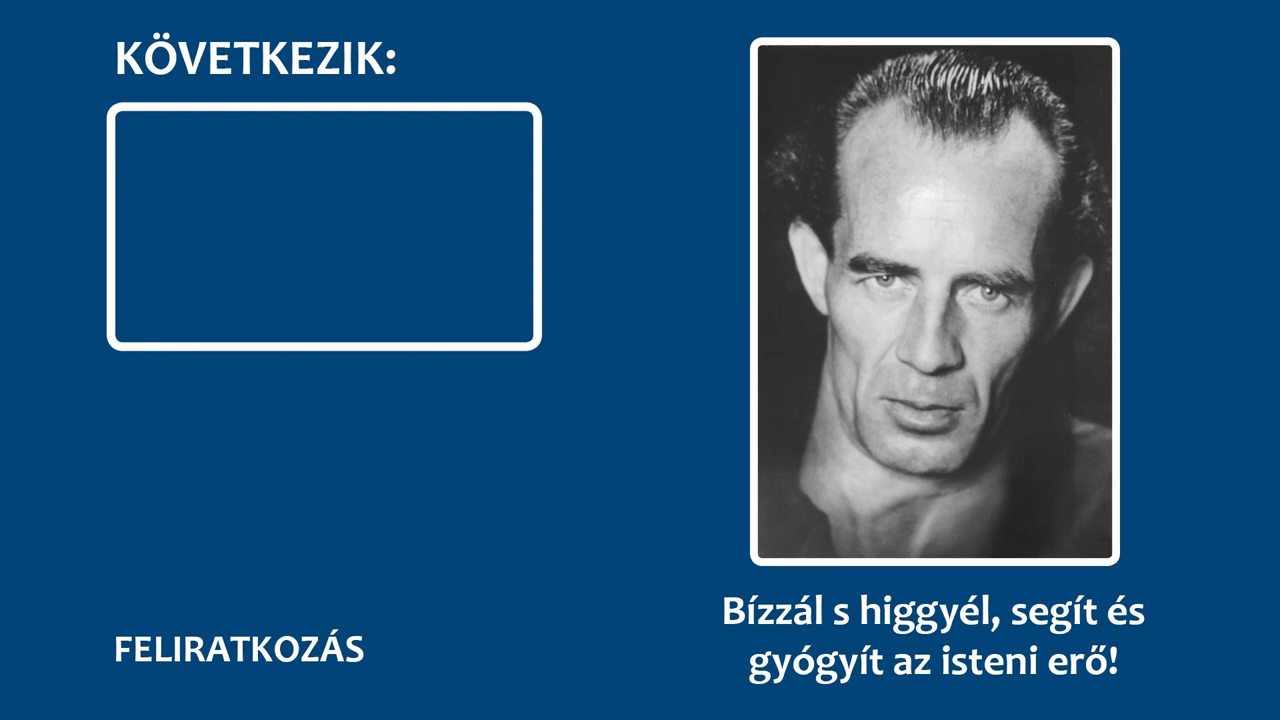 KÖVETKEZIK:
FELIRATKOZÁS
Bízzál s higgyél, segít és
gyógyít az isteni erő!